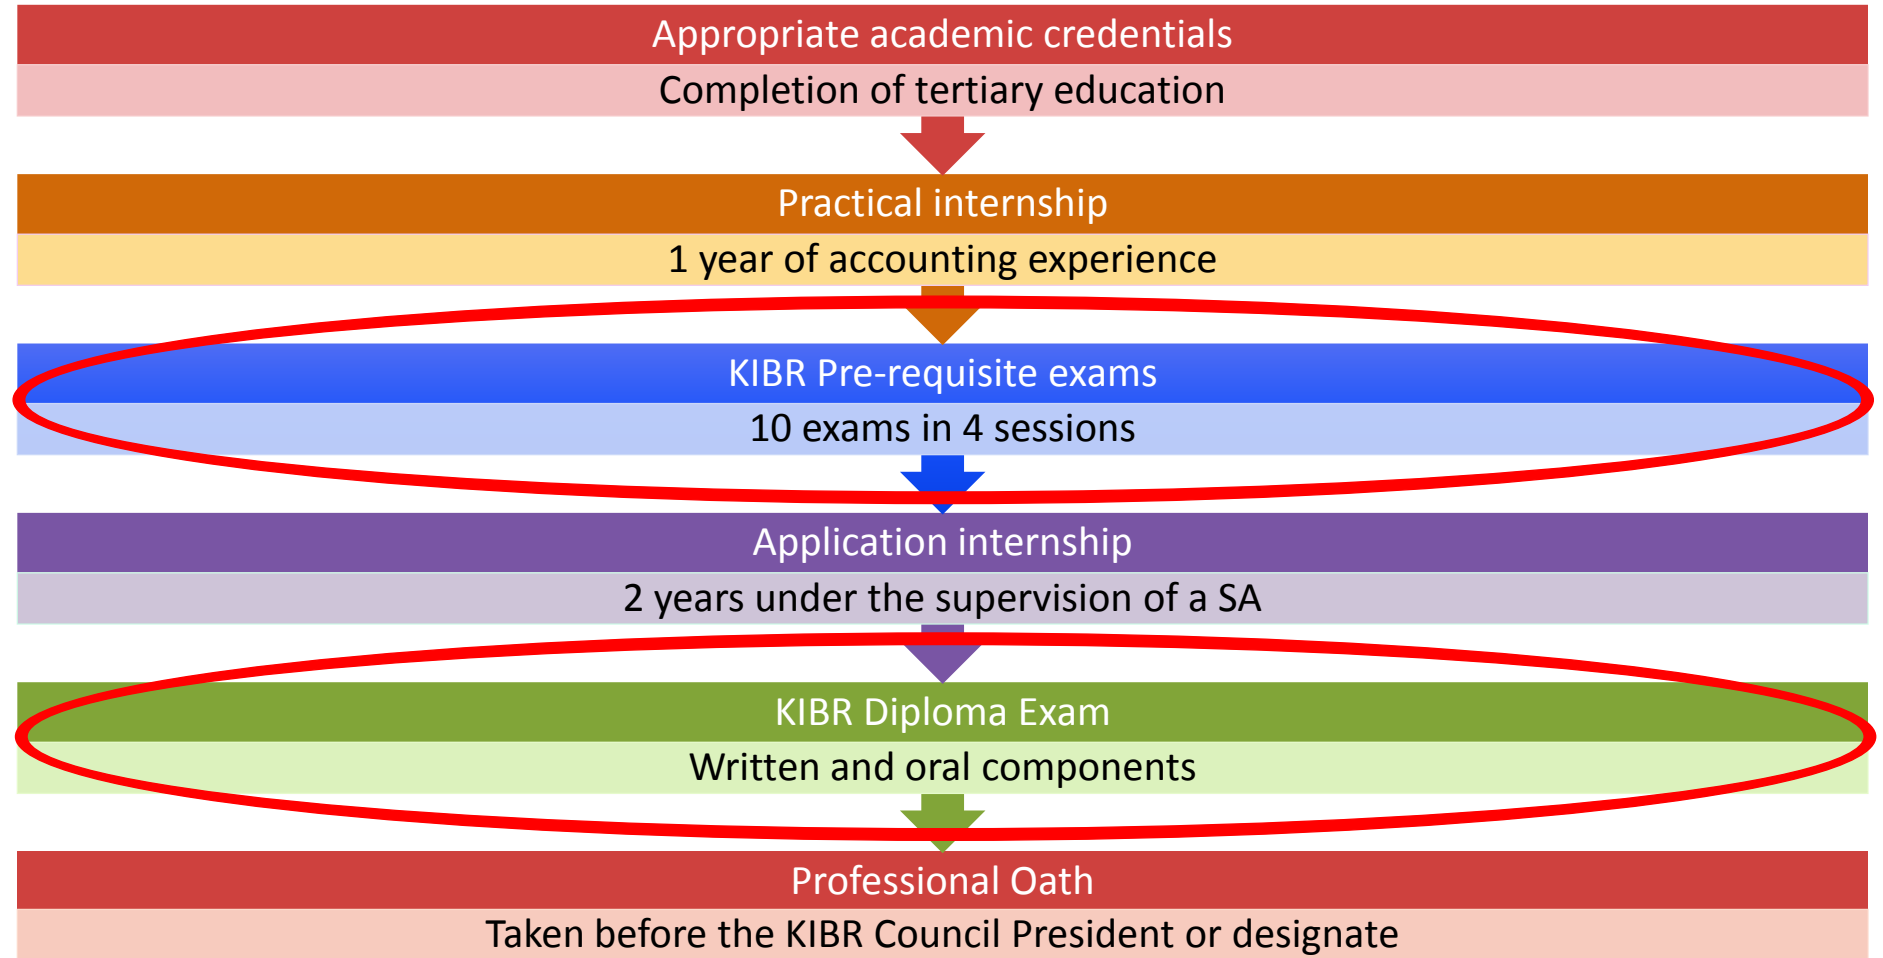 Appropriate academic credentials
Completion of tertiary education
Practical internship
1 year of accounting experience
KIBR Pre-requisite exams
10 exams in 4 sessions
Application internship
2 years under the supervision of a SA
KIBR Diploma Exam
Written and oral components
Professional Oath
Taken before the KIBR Council President or designate